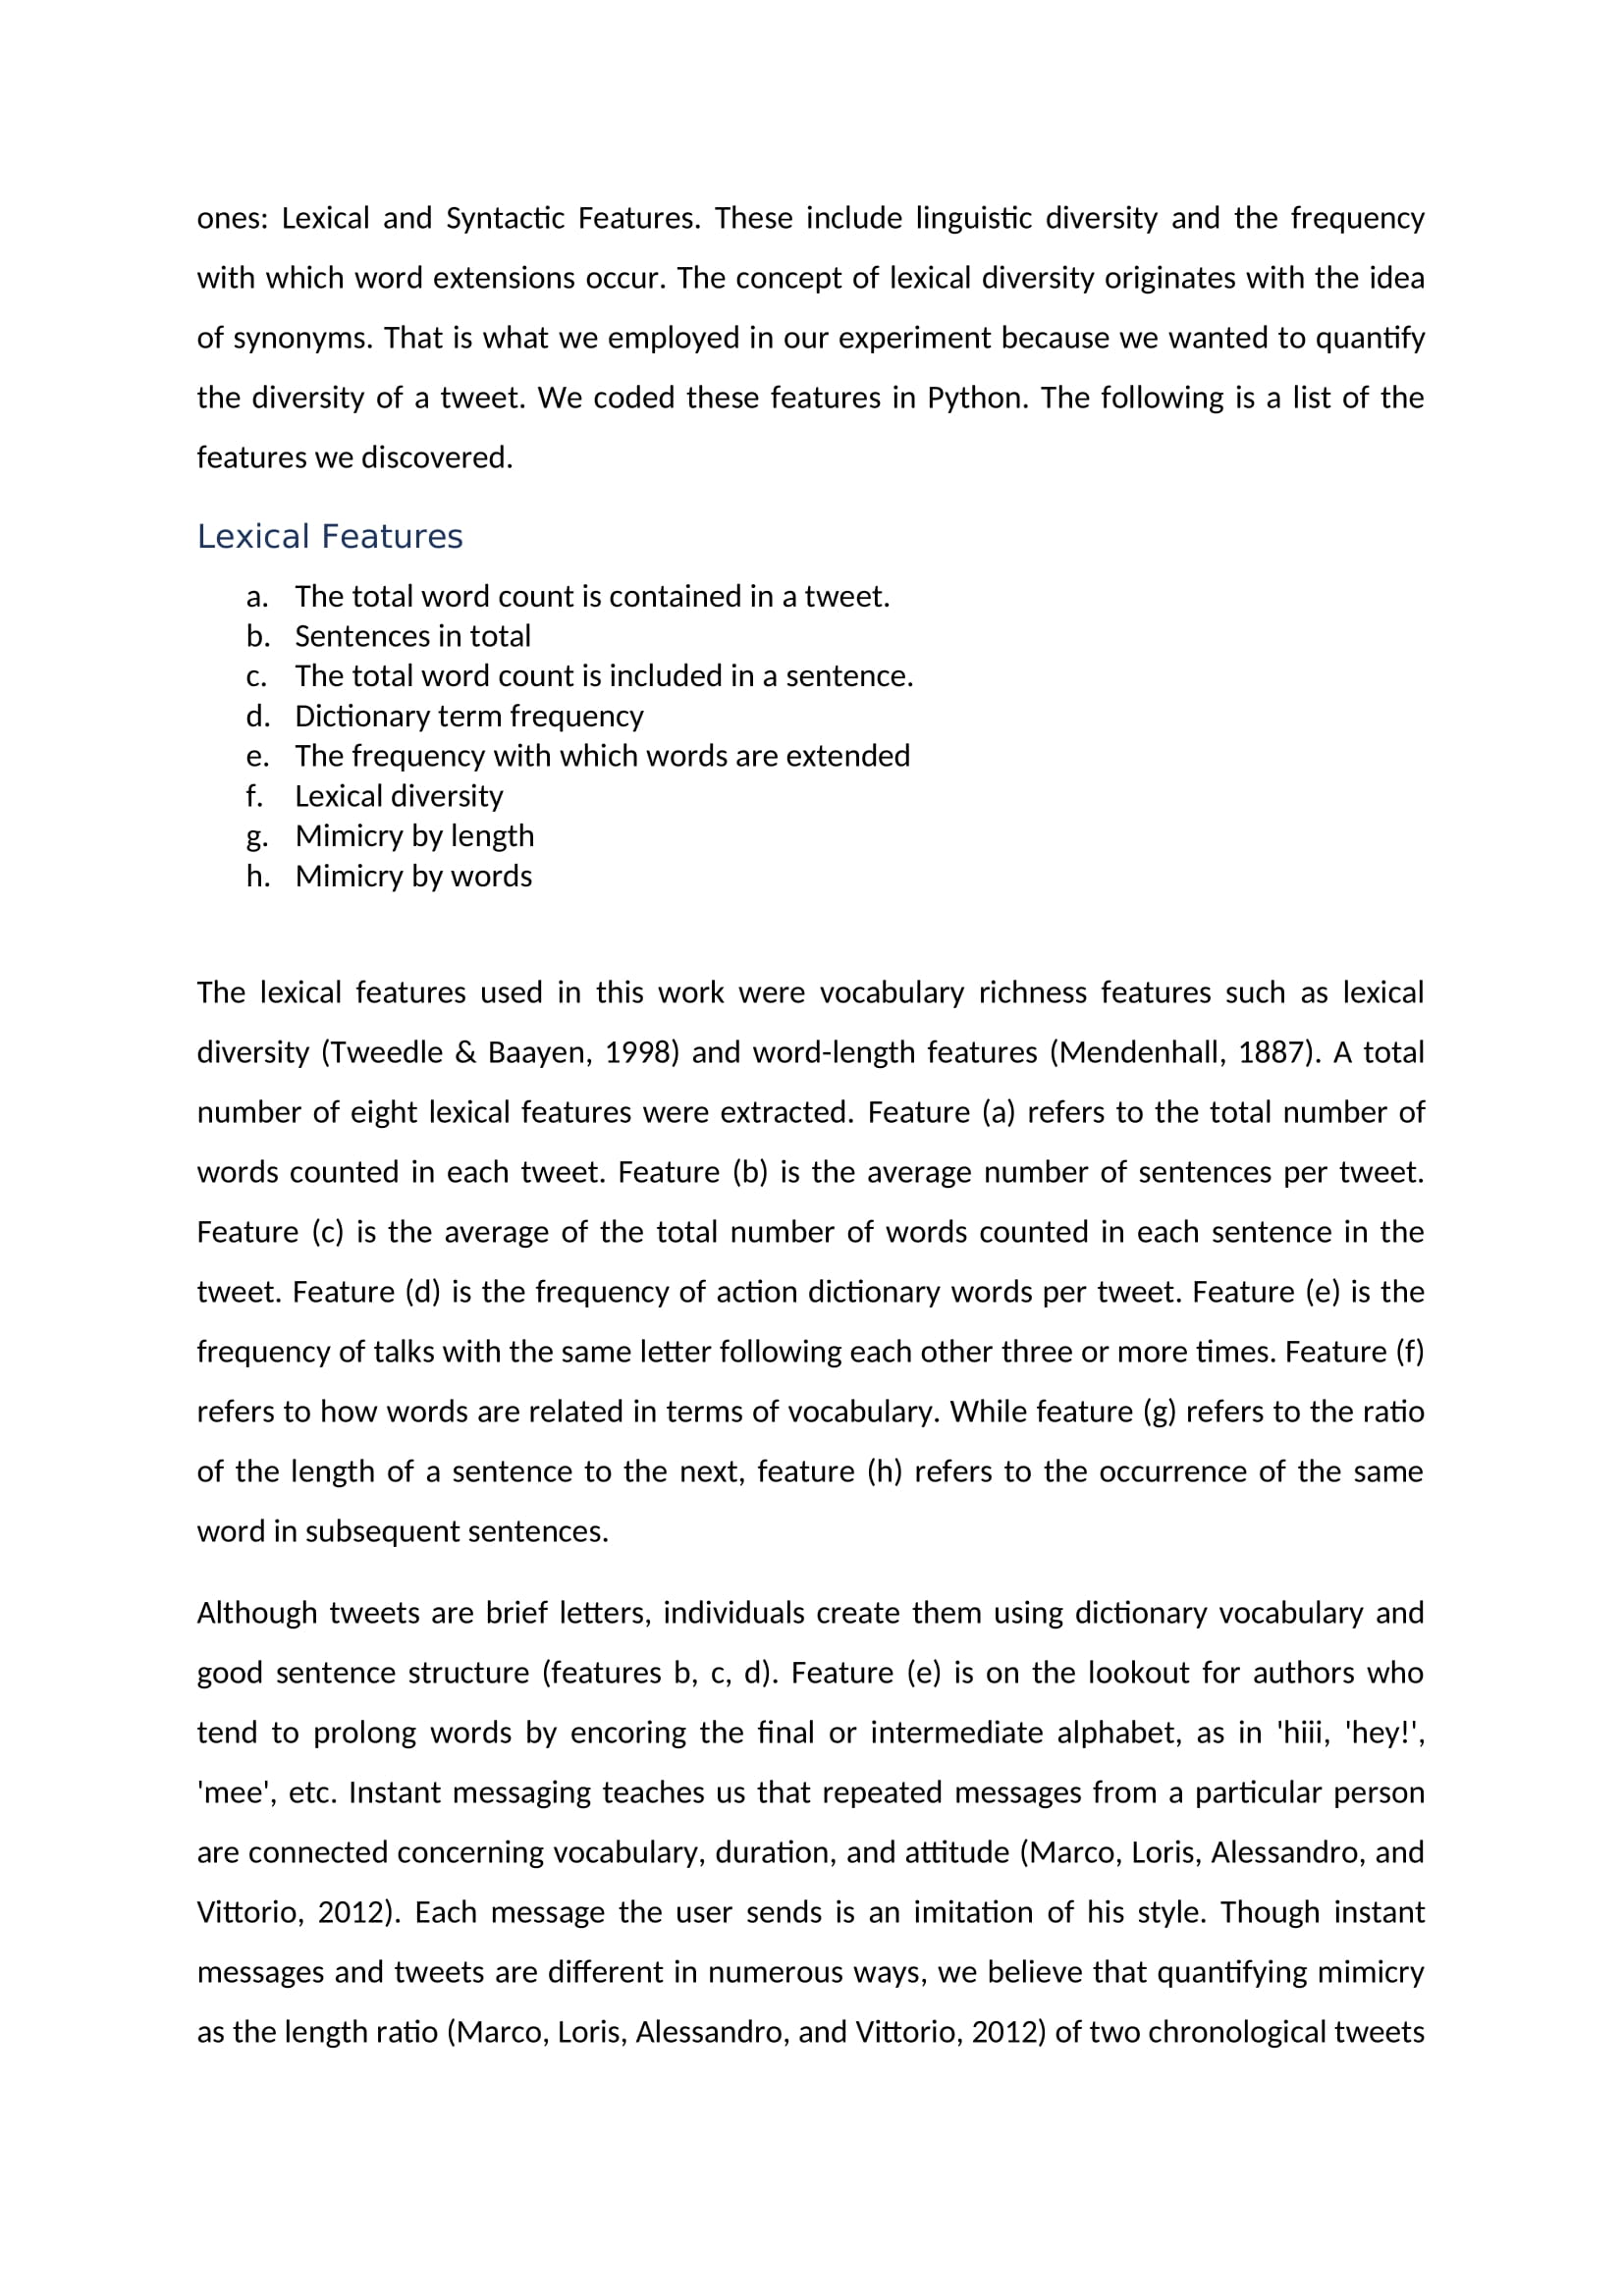 ones: Lexical and Syntactic Features. These include linguistic diversity and the frequency
with which word extensions occur. The concept of lexical diversity originates with the idea
of synonyms. That is what we employed in our experiment because we wanted to quantify
the diversity of a tweet. We coded these features in Python. The following is a list of the
features we discovered.
Lexical Features
a. The total word count is contained in a tweet.
b. Sentences in total
c. The total word count is included in a sentence.
d. Dictionary term frequency
e. The frequency with which words are extended
f. Lexical diversity
g. Mimicry by length
h. Mimicry by words
The lexical features used in this work were vocabulary richness features such as lexical
diversity (Tweedle & Baayen, 1998) and word-length features (Mendenhall, 1887). A total
number of eight lexical features were extracted. Feature (a) refers to the total number of
words counted in each tweet. Feature (b) is the average number of sentences per tweet.
Feature (c) is the average of the total number of words counted in each sentence in the
tweet. Feature (d) is the frequency of action dictionary words per tweet. Feature (e) is the
frequency of talks with the same letter following each other three or more times. Feature (f)
refers to how words are related in terms of vocabulary. While feature (g) refers to the ratio
of the length of a sentence to the next, feature (h) refers to the occurrence of the same
word in subsequent sentences.
Although tweets are brief letters, individuals create them using dictionary vocabulary and
good sentence structure (features b, c, d). Feature (e) is on the lookout for authors who
tend to prolong words by encoring the final or intermediate alphabet, as in 'hiii, 'hey!',
'mee', etc. Instant messaging teaches us that repeated messages from a particular person
are connected concerning vocabulary, duration, and attitude (Marco, Loris, Alessandro, and
Vittorio, 2012). Each message the user sends is an imitation of his style. Though instant
messages and tweets are different in numerous ways, we believe that quantifying mimicry
as the length ratio (Marco, Loris, Alessandro, and Vittorio, 2012) of two chronological tweets